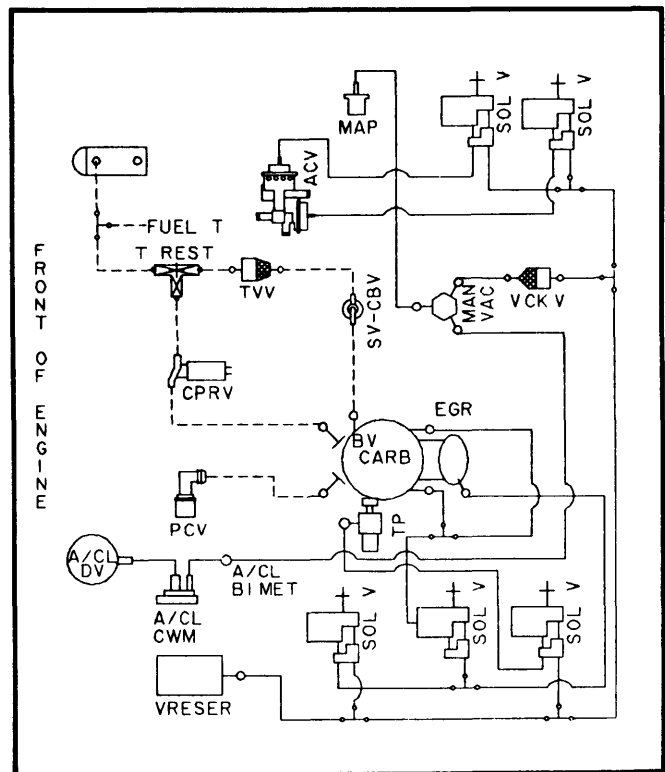 MAP
SOL V
SOL V
ACV
FUEL T
T REST
TVV
SV-CBV
MAN VAC
VCK V
FRONT OF ENGINE
CPRV
EGR
BV
CARB
PCV
TP
A/CL
DV
A/CL
BIMET
A/CL
CWM
SOL V
SOL V
SOL V
VRESER